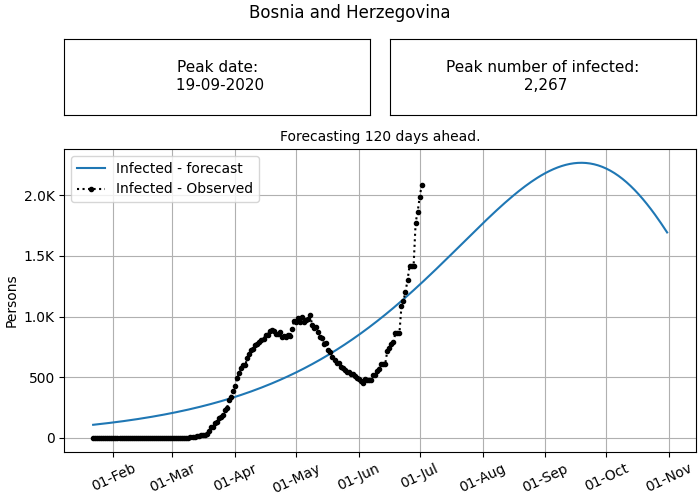 Bosnia and Herzegovina
Peak date:
19-09-2020
Peak number of infected:
2,267
Forecasting 120 days ahead.
Infected - forecast
Infected - Observed
Persons
2.0K
1.5K
1.0K
500
0
01-Feb
01-Mar
01-Apr
01-May
01-Jun
01-Jul
01-Aug
01-Sep
01-Oct
01-Nov